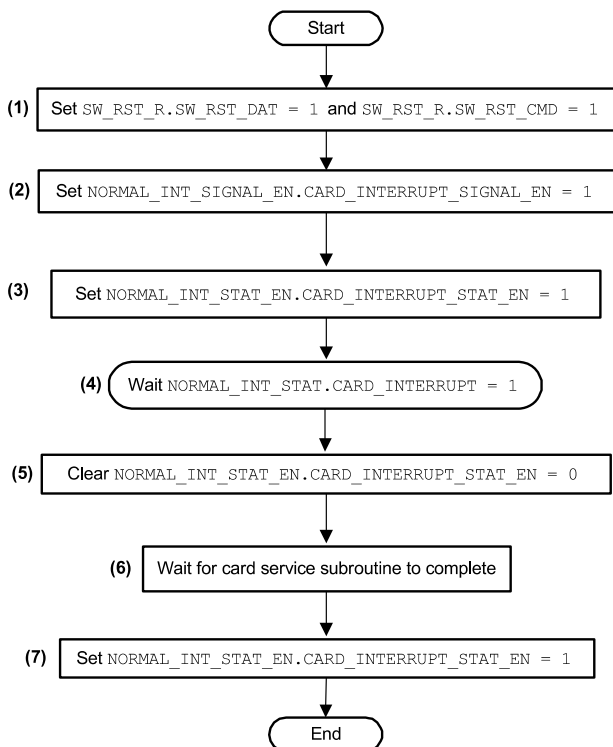 Start
(1) Set SW_RST_R.SW_RST_DAT = 1 and SW_RST_R.SW_RST_CMD = 1
(2) Set NORMAL_INT_SIGNAL_EN.CARD_INTERRUPT_SIGNAL_EN = 1
(3) Set NORMAL_INT_STAT_EN.CARD_INTERRUPT_STAT_EN = 1
(4) Wait NORMAL_INT_STAT.CARD_INTERRUPT = 1
(5) Clear NORMAL_INT_STAT_EN.CARD_INTERRUPT_STAT_EN = 0
(6) Wait for card service subroutine to complete
(7) Set NORMAL_INT_STAT_EN.CARD_INTERRUPT_STAT_EN = 1
End